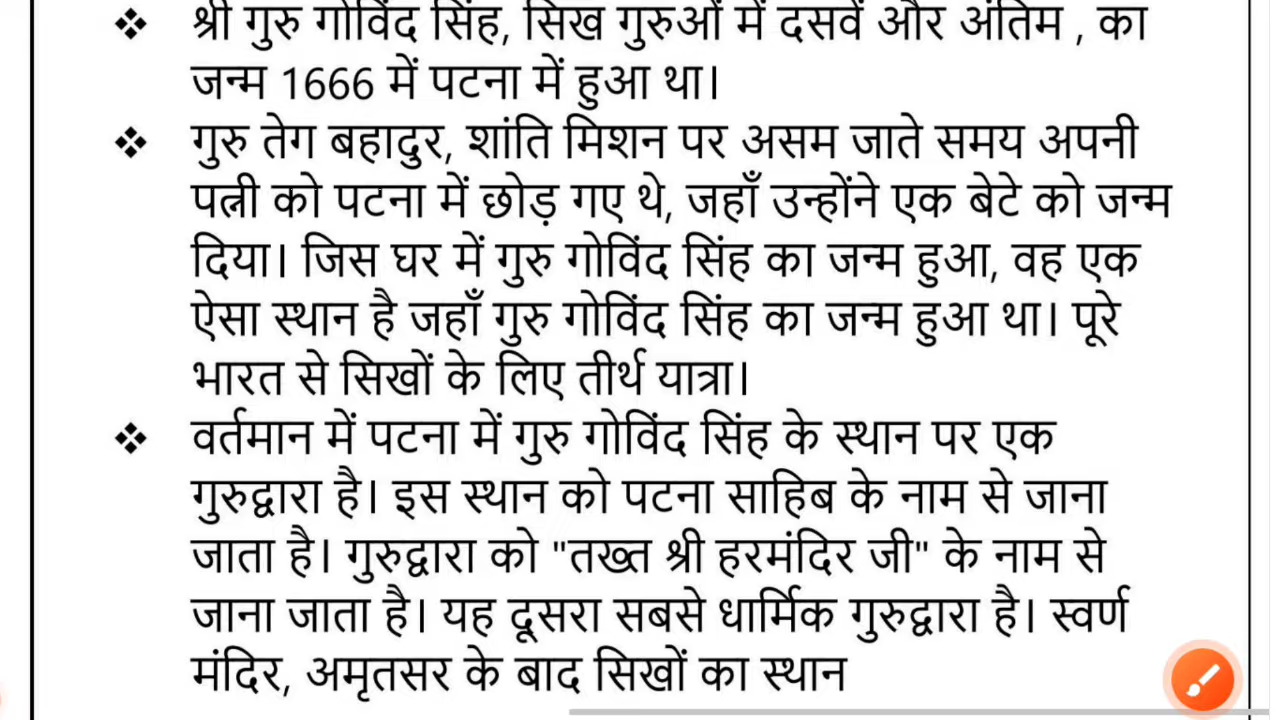 ❖ श्री गुरु गोविंद सिंह, सिख गुरुओं में दसवें और अंतिम , का
जन्म 1666 में पटना में हुआ था।
❖ गुरु तेग बहादुर, शांति मिशन पर असम जाते समय अपनी
पत्नी को पटना में छोड़ गए थे, जहाँ उन्होंने एक बेटे को जन्म
दिया। जिस घर में गुरु गोविंद सिंह का जन्म हुआ, वह एक
ऐसा स्थान है जहाँ गुरु गोविंद सिंह का जन्म हुआ था। पूरे
भारत से सिखों के लिए तीर्थ यात्रा।
❖ वर्तमान में पटना में गुरु गोविंद सिंह के स्थान पर एक
गुरुद्वारा है। इस स्थान को पटना साहिब के नाम से जाना
जाता है। गुरुद्वारा को "तख्त श्री हरमंदिर जी" के नाम से
जाना जाता है। यह दूसरा सबसे धार्मिक गुरुद्वारा है। स्वर्ण
मंदिर, अमृतसर के बाद सिखों का स्थान